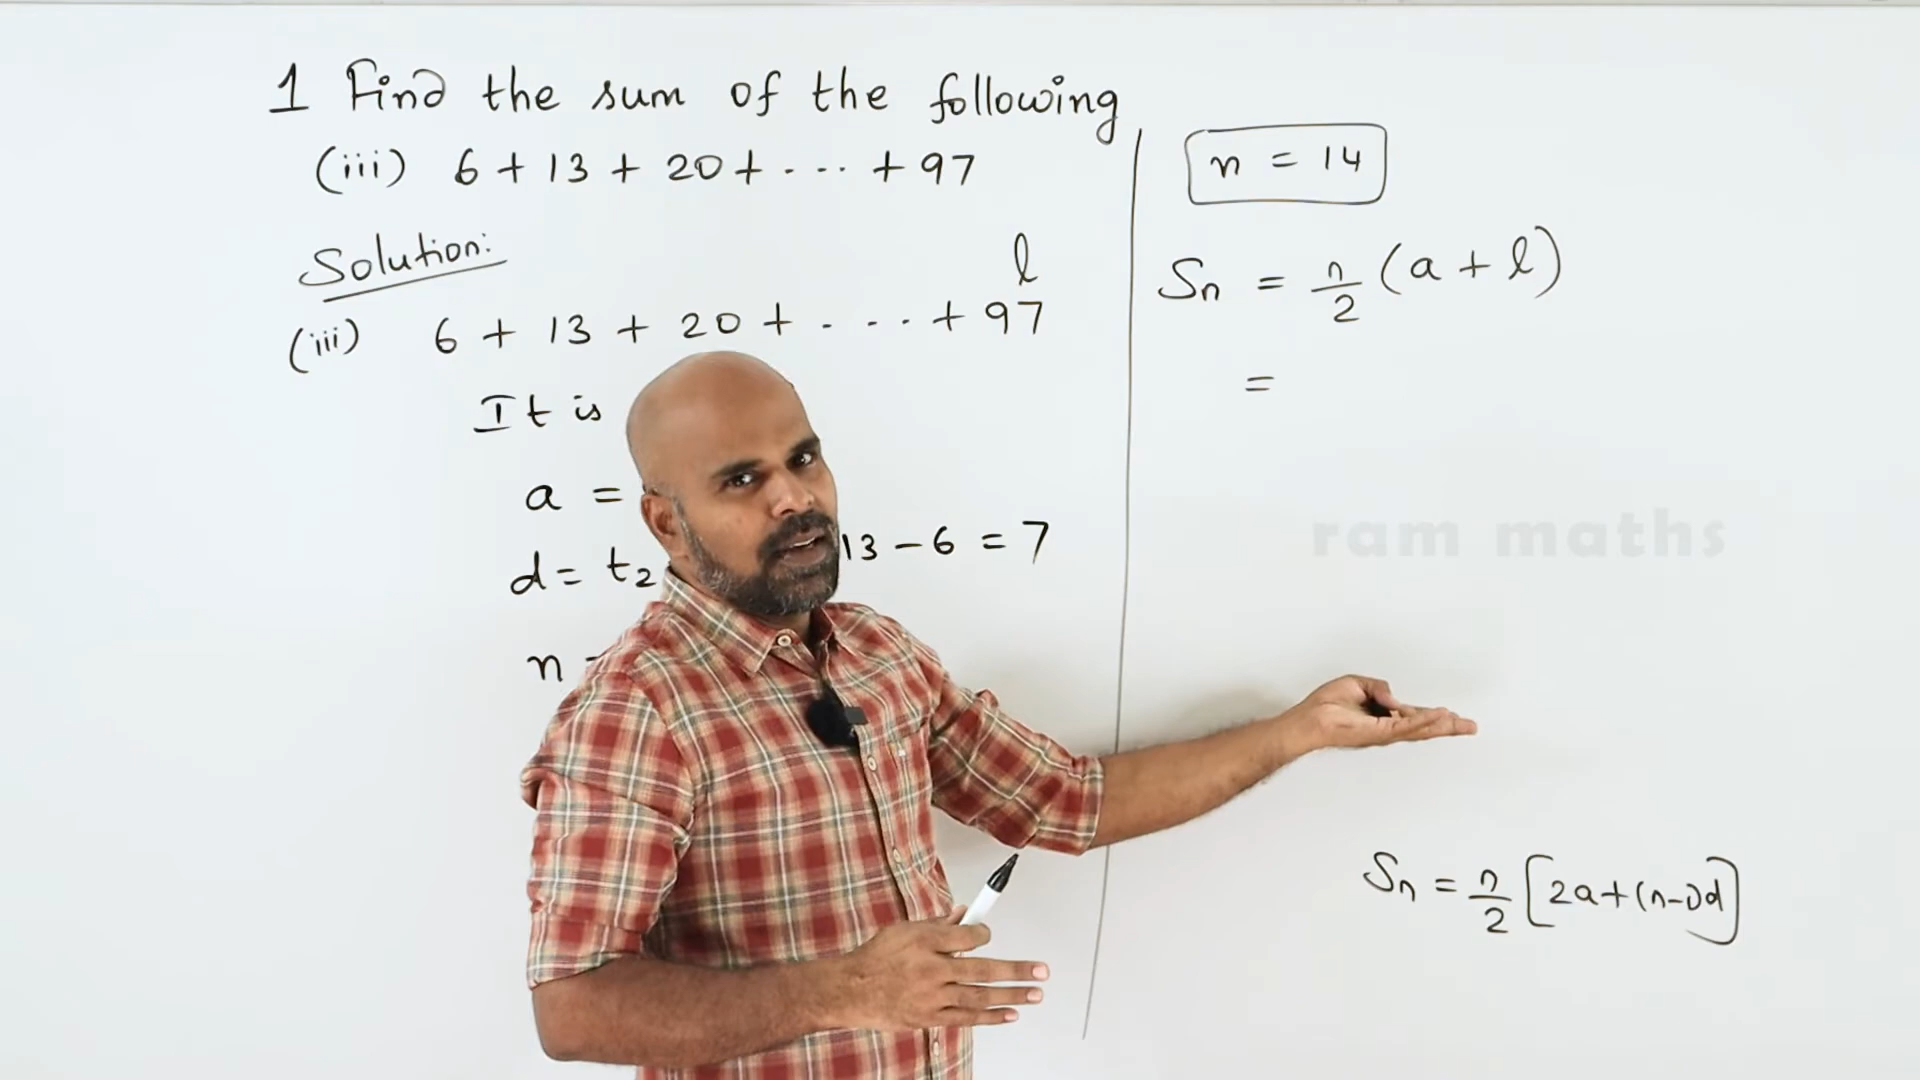 1 Find the sum of the following
(iii) 6 + 13 + 20 + . . . . + 97
Solution:
l
(iii) 6 + 13 + 20 + . . . . + 97
It is
a =
d = t2 13 - 6 = 7
n =
n = 14
Sn = n/2 (a + l)
=
ram maths
Sn = n/2 [2a+(n-1)d]